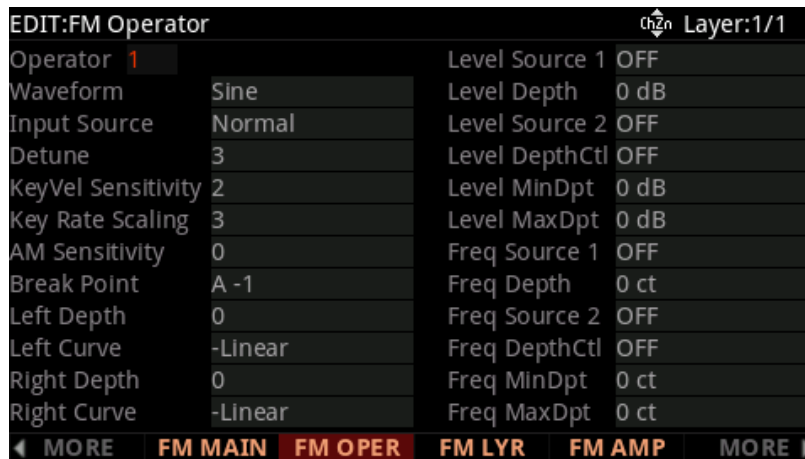 EDIT:FM Operator ChZn Layer:1/1
Operator 1
Waveform Sine
Input Source Normal
Detune 3
KeyVel Sensitivity 2
Key Rate Scaling 3
AM Sensitivity 0
Break Point A -1
Left Depth 0
Left Curve -Linear
Right Depth 0
Right Curve -Linear
Level Source 1 OFF
Level Depth 0 dB
Level Source 2 OFF
Level DepthCtl OFF
Level MinDpt 0 dB
Level MaxDpt 0 dB
Freq Source 1 OFF
Freq Depth 0 ct
Freq Source 2 OFF
Freq DepthCtl OFF
Freq MinDpt 0 ct
Freq MaxDpt 0 ct
MORE FM MAIN FM OPER FM LYR FM AMP MORE